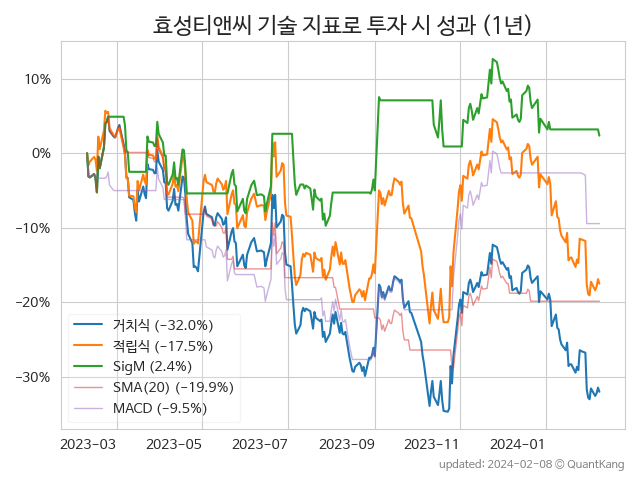 효성티앤씨 기술 지표로 투자 시 성과 (1년)
10%
0%
−10%
−20%
−30%
거치식 (−32.0%)
적립식 (−17.5%)
SigM (2.4%)
SMA(20) (−19.9%)
MACD (−9.5%)
2023-03 2023-05 2023-07 2023-09 2023-11 2024-01
updated: 2024-02-08 © QuantKang